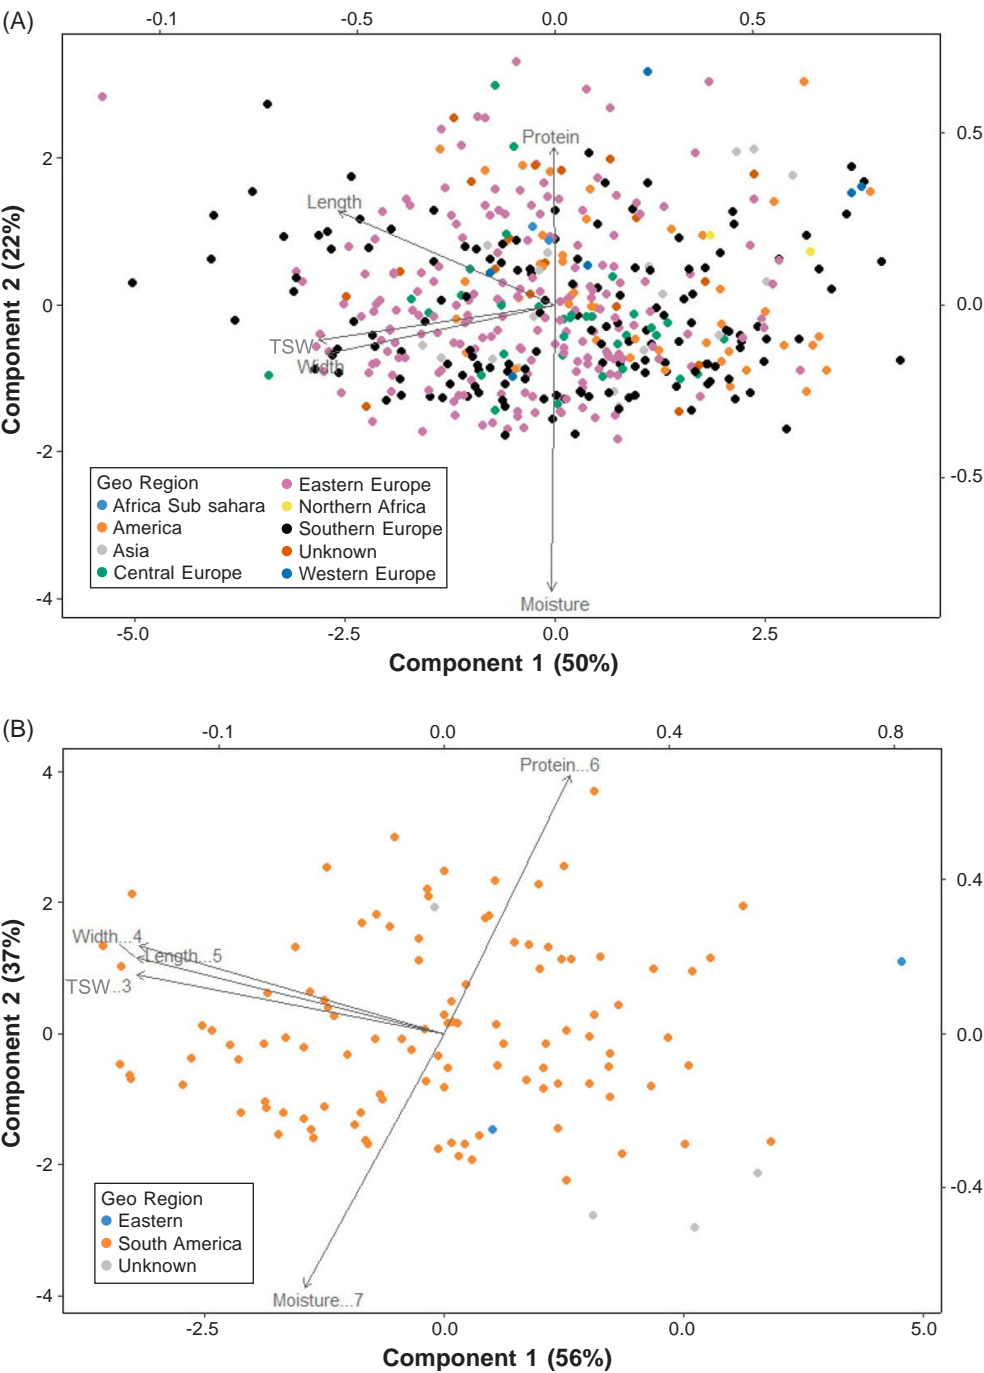 (A)
-0.1 -0.5 0.0 0.5
Protein
Length
TSW
Width
Moisture
2
0
-2
-4
0.5
0.0
-0.5
Component 2 (22%)
Geo Region
Africa Sub sahara
America
Asia
Central Europe
Eastern Europe
Northern Africa
Southern Europe
Unknown
Western Europe
-5.0 -2.5 0.0 2.5
Component 1 (50%)
(B)
-0.1 0.0 0.4 0.8
Protein...6
Width...4
Length...5
TSW...3
Moisture...7
4
2
0
-2
-4
0.4
0.0
-0.4
Component 2 (37%)
Geo Region
Eastern
South America
Unknown
-2.5 0.0 0.0 5.0
Component 1 (56%)